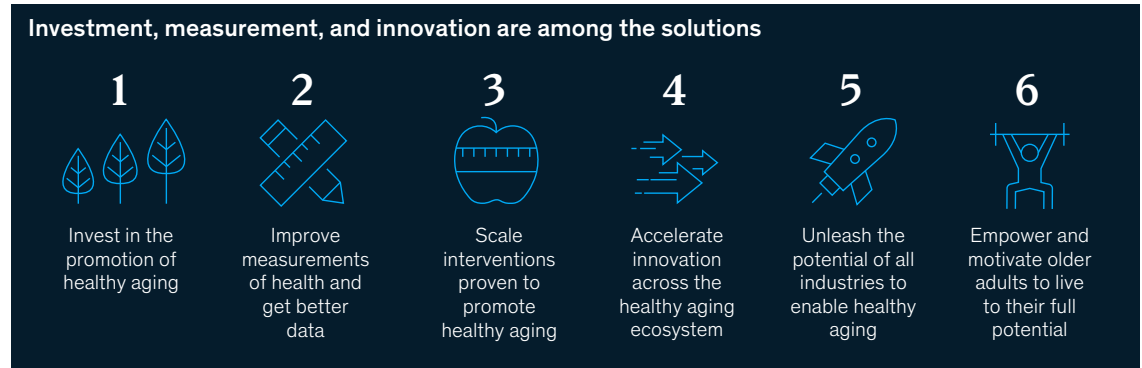 Investment, measurement, and innovation are among the solutions
1
Invest in the
promotion of
healthy aging
2
Improve
measurements
of health and
get better
data
3
Scale
interventions
proven to
promote
healthy aging
4
Accelerate
innovation
across the
healthy aging
ecosystem
5
Unleash the
potential of all
industries to
enable healthy
aging
6
Empower and
motivate older
adults to live
to their full
potential